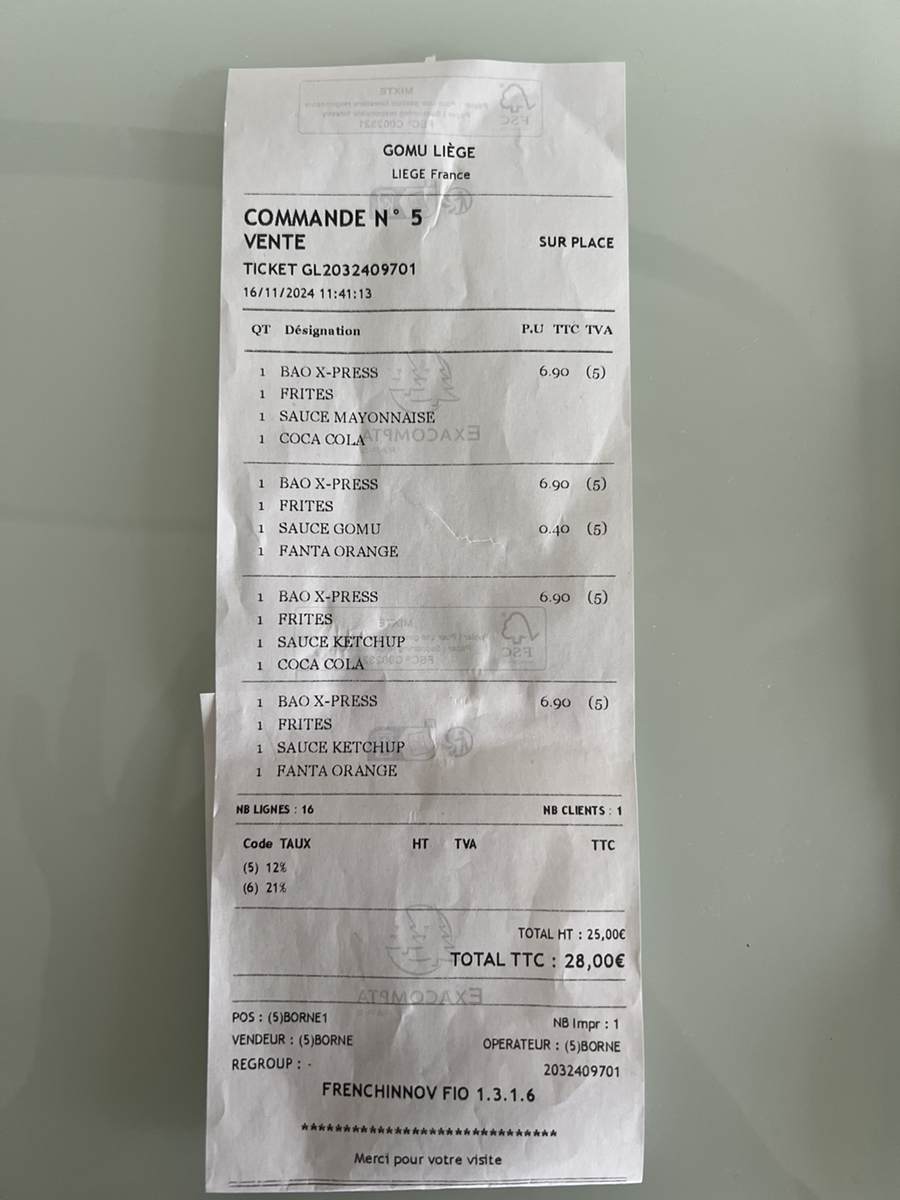 GOMU LIÈGE
LIEGE France
COMMANDE N° 5
VENTE SUR PLACE
TICKET GL2032409701
16/11/2024 11:41:13
QT Désignation P.U TTC TVA
1 BAO X-PRESS 6.90 (5)
1 FRITES
1 SAUCE MAYONNAISE
1 COCA COLA
1 BAO X-PRESS 6.90 (5)
1 FRITES
1 SAUCE GOMU 0.40 (5)
1 FANTA ORANGE
1 BAO X-PRESS 6.90 (5)
1 FRITES
1 SAUCE KETCHUP
1 COCA COLA
1 BAO X-PRESS 6.90 (5)
1 FRITES
1 SAUCE KETCHUP
1 FANTA ORANGE
NB LIGNES : 16 NB CLIENTS : 1
Code TAUX HT TVA TTC
(5) 12%
(6) 21%
TOTAL HT : 25,00€
TOTAL TTC : 28,00€
POS : (5)BORNE1 NB Impr : 1
VENDEUR : (5)BORNE OPERATEUR : (5)BORNE
REGROUP : - 2032409701
FRENCHINNOV FIO 1.3.1.6
******************************
Merci pour votre visite